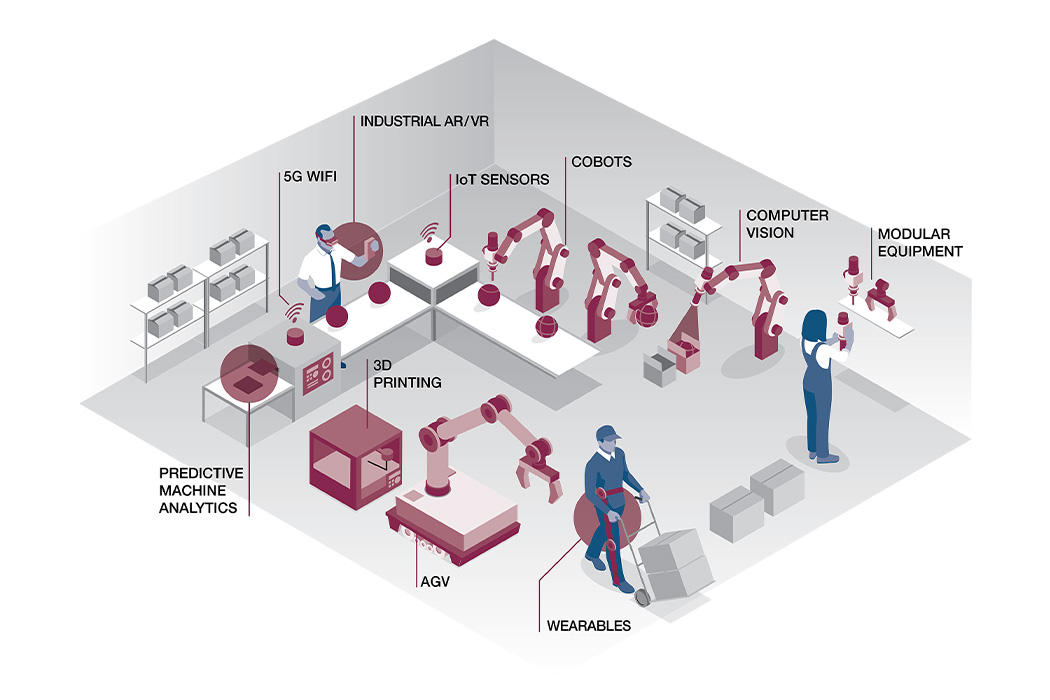 INDUSTRIAL AR/VR
5G WIFI
IoT SENSORS
COBOTS
COMPUTER
VISION
MODULAR
EQUIPMENT
3D
PRINTING
PREDICTIVE
MACHINE
ANALYTICS
AGV
WEARABLES